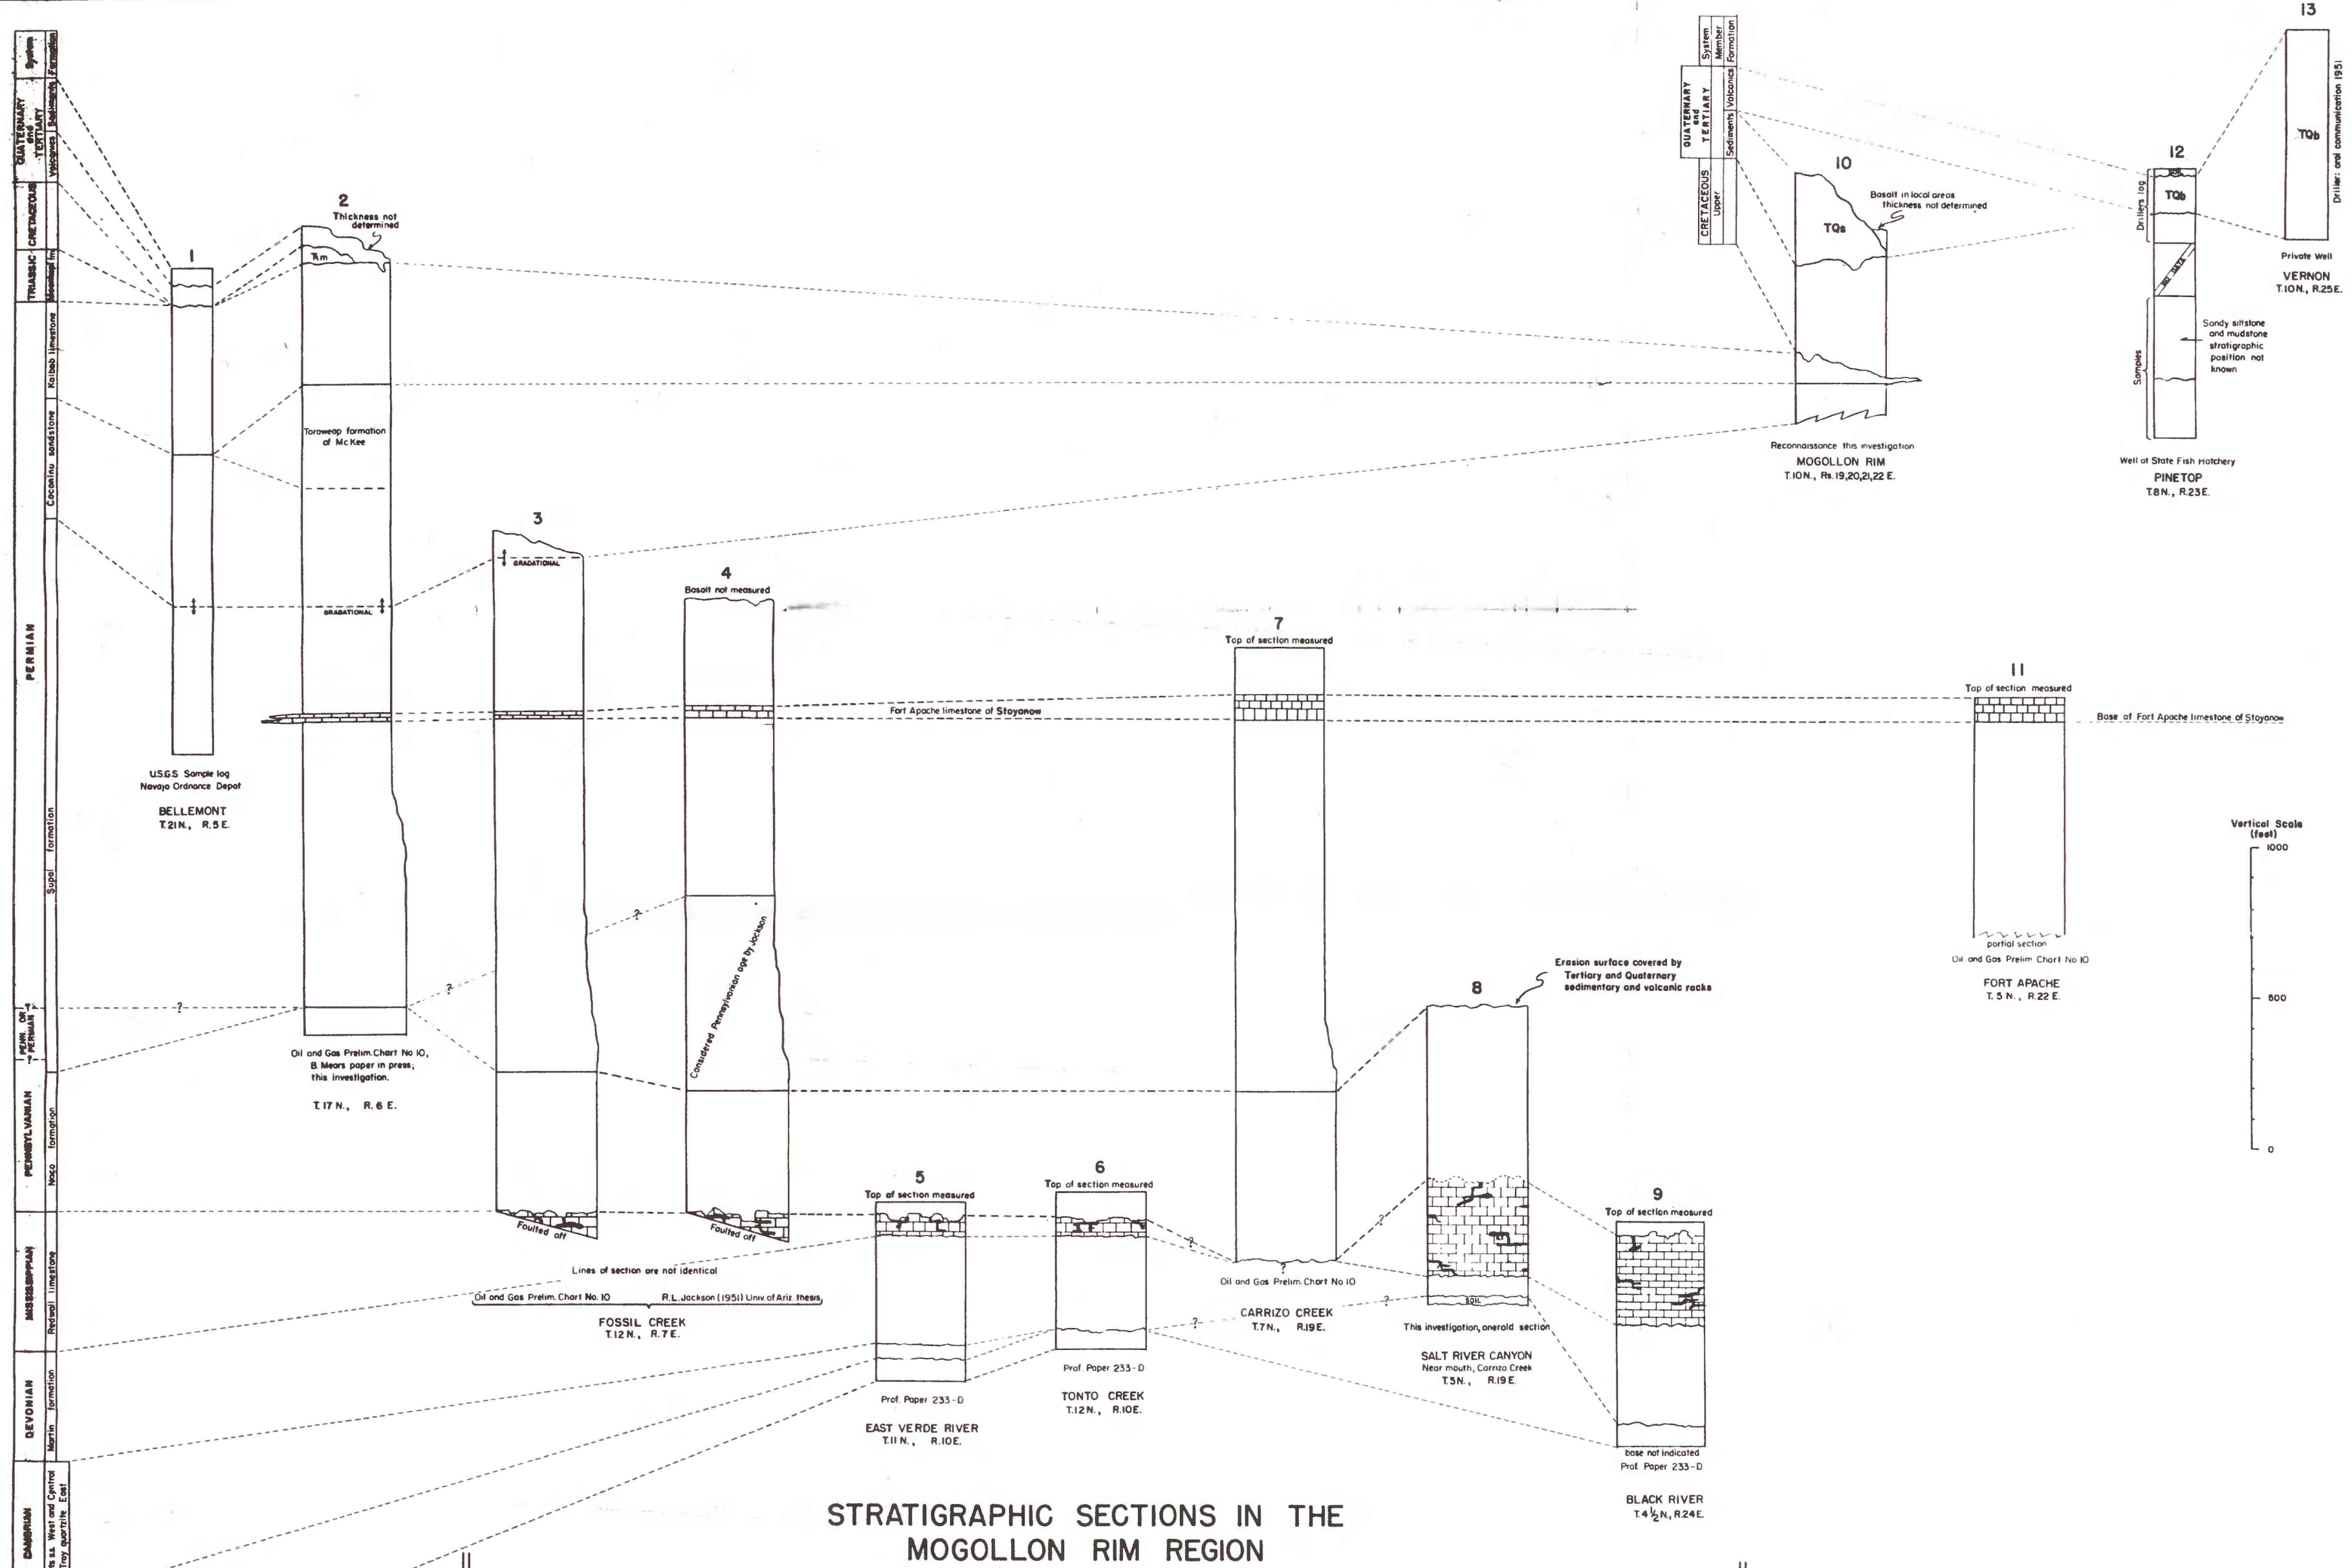 System
Formation
QUATERNARY
and
TERTIARY
Sediments
Volcanics
CRETACEOUS
TRIASSIC
PERMIAN
Kaibab limestone
Coconino sandstone
Supai formation
PENN. OR
PERMIAN
PENNSYLVANIAN
Naco formation
MISSISSIPPIAN
Redwall limestone
DEVONIAN
Martin formation
CAMBRIAN
West and Central
Troy quartzite East
1
U.S.G.S. Sample log
Navajo Ordnance Depot
BELLEMONT
T.21N., R.5E.
2
Thickness not
determined
Toroweap formation
of McKee
GRADATIONAL
?
?
Oil and Gas Prelim. Chart No 10,
B. Mears paper in press;
this investigation.
T.17N., R.6E.
3
GRADATIONAL
?
Faulted off
4
Basalt not measured
Considered Pennsylvanian age by Jackson
Faulted off
Lines of section are not identical
Oil and Gas Prelim. Chart No. 10
R.L.Jackson (1951) Univ. of Ariz. thesis,
FOSSIL CREEK
T.12N., R.7E.
Fort Apache limestone of Stoyanow
5
Top of section measured
Prof. Paper 233-D
EAST VERDE RIVER
T.11N., R.10E.
6
Top of section measured
Prof. Paper 233-D
TONTO CREEK
T.12N., R.10E.
?
?
7
Top of section measured
?
Oil and Gas Prelim. Chart No 10
CARRIZO CREEK
T.7N., R.19E.
?
?
8
Erosion surface covered by
Tertiary and Quaternary
sedimentary and volcanic rocks
SOIL
This investigation, onerold section
SALT RIVER CANYON
Near mouth, Carrizo Creek
T.5N., R.19E.
9
Top of section measured
base not indicated
Prof. Paper 233-D
BLACK RIVER
T.4½N., R.24E.
System
Member
Formation
QUATERNARY
and
TERTIARY
Volcanics
Sediments
CRETACEOUS
Upper
10
TQs
Basalt in local areas
thickness not determined
Reconnaissance this investigation
MOGOLLON RIM
T.10N., Rs.19,20,21,22 E.
11
Top of section measured
Base of Fort Apache limestone of Stoyanow
partial section
Oil and Gas Prelim Chart No 10
FORT APACHE
T.5N., R.22E.
12
Drillers log
TQb
NO DATA
Samples
Sandy siltstone
and mudstone
stratigraphic
position not
known
Well at State Fish Hatchery
PINETOP
T.8N., R.23E.
13
TQb
Driller: oral communication 1951
Private Well
VERNON
T.10N., R.25E.
Vertical Scale
(feet)
1000
500
0
STRATIGRAPHIC SECTIONS IN THE
MOGOLLON RIM REGION